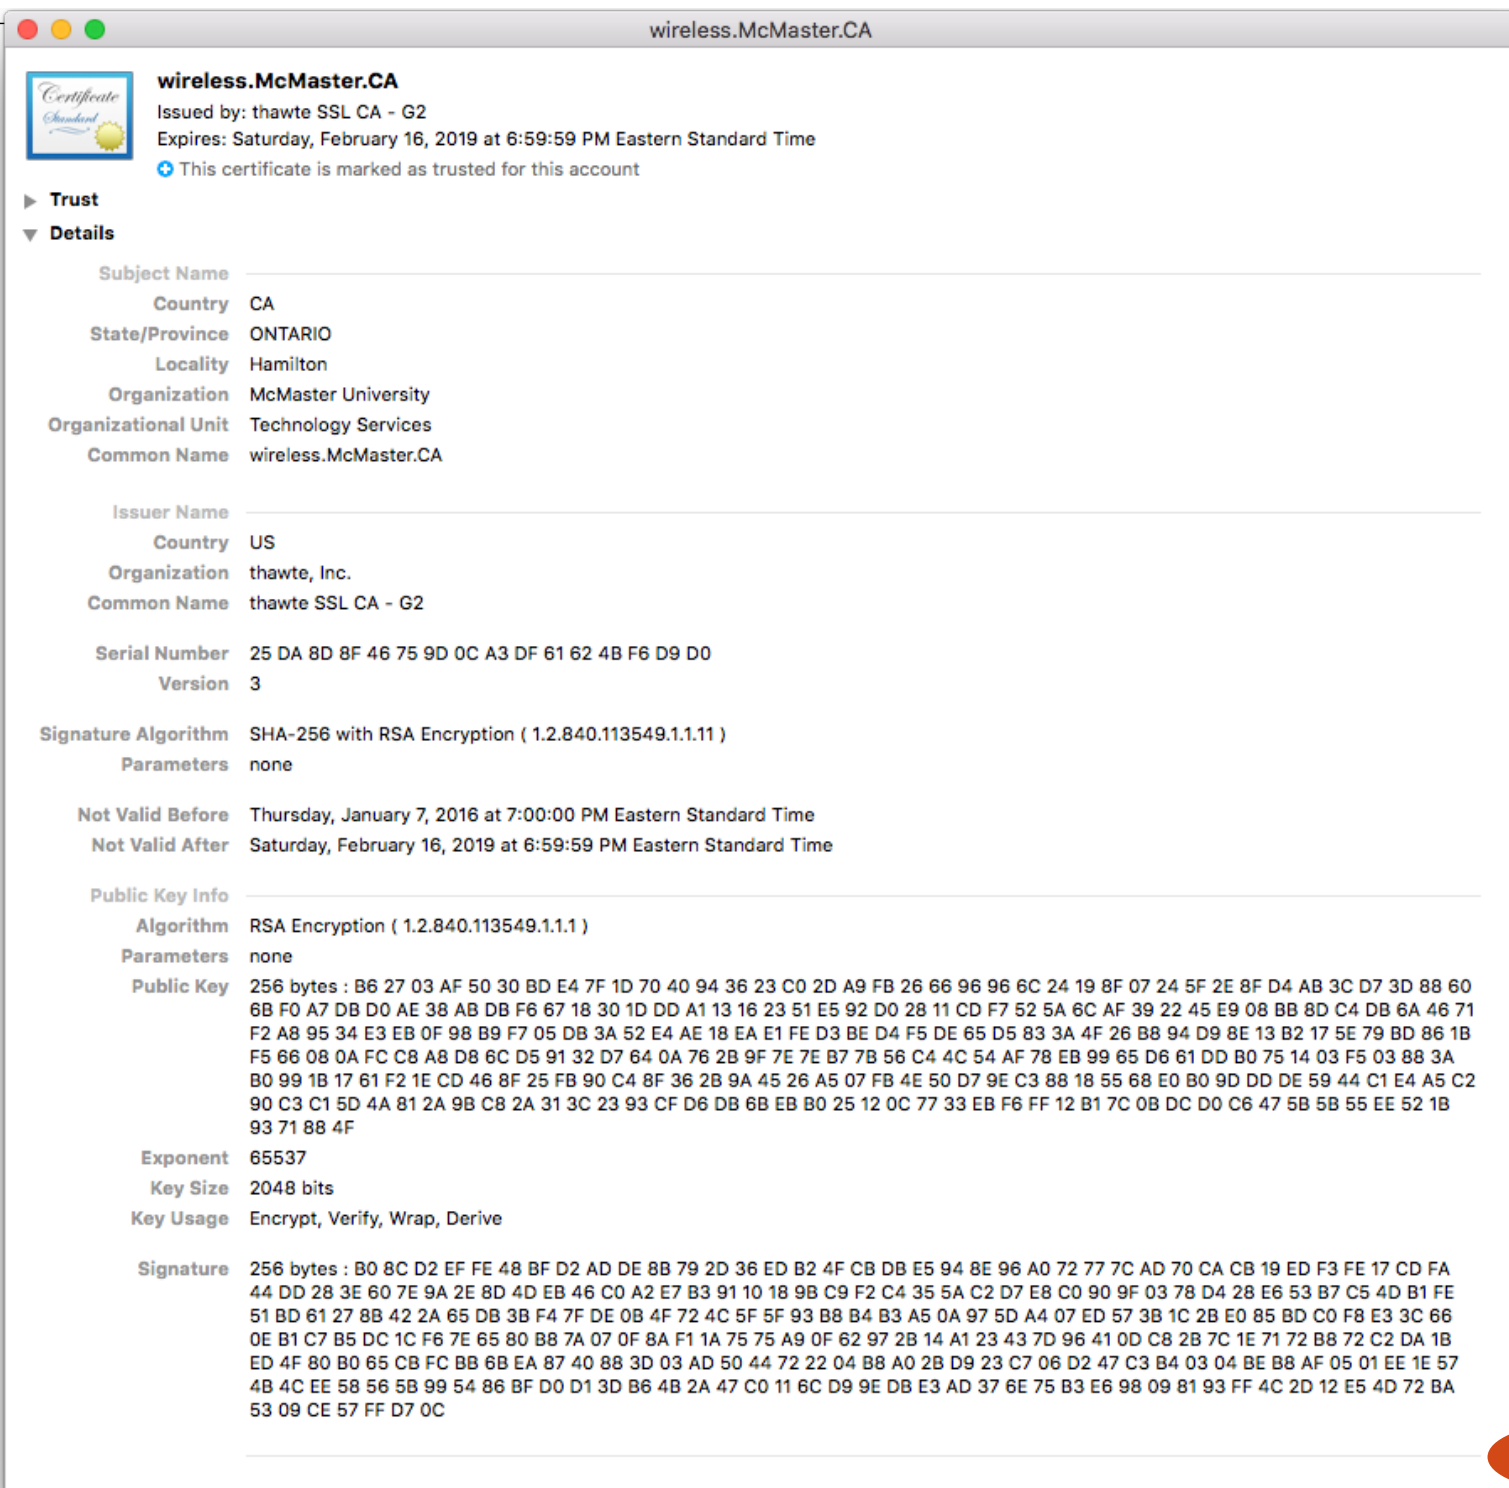 wireless.McMaster.CA
Certificate
Standard
wireless.McMaster.CA
Issued by: thawte SSL CA - G2
Expires: Saturday, February 16, 2019 at 6:59:59 PM Eastern Standard Time
This certificate is marked as trusted for this account
Trust
Details
Subject Name
Country CA
State/Province ONTARIO
Locality Hamilton
Organization McMaster University
Organizational Unit Technology Services
Common Name wireless.McMaster.CA
Issuer Name
Country US
Organization thawte, Inc.
Common Name thawte SSL CA - G2
Serial Number 25 DA 8D 8F 46 75 9D 0C A3 DF 61 62 4B F6 D9 D0
Version 3
Signature Algorithm SHA-256 with RSA Encryption ( 1.2.840.113549.1.1.11 )
Parameters none
Not Valid Before Thursday, January 7, 2016 at 7:00:00 PM Eastern Standard Time
Not Valid After Saturday, February 16, 2019 at 6:59:59 PM Eastern Standard Time
Public Key Info
Algorithm RSA Encryption ( 1.2.840.113549.1.1.1 )
Parameters none
Public Key 256 bytes : B6 27 03 AF 50 30 BD E4 7F 1D 70 40 94 36 23 C0 2D A9 FB 26 66 96 96 6C 24 19 8F 07 24 5F 2E 8F D4 AB 3C D7 3D 88 60
6B F0 A7 DB D0 AE 38 AB DB F6 67 18 30 1D DD A1 13 16 23 51 E5 92 D0 28 11 CD F7 52 5A 6C AF 39 22 45 E9 08 BB 8D C4 DB 6A 46 71
F2 A8 95 34 E3 EB 0F 98 B9 F7 05 DB 3A 52 E4 AE 18 EA E1 FE D3 BE D4 F5 DE 65 D5 83 3A 4F 26 B8 94 D9 8E 13 B2 17 5E 79 BD 86 1B
F5 66 08 0A FC C8 A8 D8 6C D5 91 32 D7 64 0A 76 2B 9F 7E 7E B7 7B 56 C4 4C 54 AF 78 EB 99 65 D6 61 DD B0 75 14 03 F5 03 88 3A
B0 99 1B 17 61 F2 1E CD 46 8F 25 FB 90 C4 8F 36 2B 9A 45 26 A5 07 FB 4E 50 D7 9E C3 88 18 55 68 E0 B0 9D DD DE 59 44 C1 E4 A5 C2
90 C3 C1 5D 4A 81 2A 9B C8 2A 31 3C 23 93 CF D6 DB 6B EB B0 25 12 0C 77 33 EB F6 FF 12 B1 7C 0B DC D0 C6 47 5B 5B 55 EE 52 1B
93 71 88 4F
Exponent 65537
Key Size 2048 bits
Key Usage Encrypt, Verify, Wrap, Derive
Signature 256 bytes : B0 8C D2 EF FE 48 BF D2 AD DE 8B 79 2D 36 ED B2 4F CB DB E5 94 8E 96 A0 72 77 7C AD 70 CA CB 19 ED F3 FE 17 CD FA
44 DD 28 3E 60 7E 9A 2E 8D 4D EB 46 C0 A2 E7 B3 91 10 18 9B C9 F2 C4 35 5A C2 D7 E8 C0 90 9F 03 78 D4 28 E6 53 B7 C5 4D B1 FE
51 BD 61 27 8B 42 2A 65 DB 3B F4 7F DE 0B 4F 72 4C 5F 5F 93 B8 B4 B3 A5 0A 97 5D A4 07 ED 57 3B 1C 2B E0 85 BD C0 F8 E3 3C 66
0E B1 C7 B5 DC 1C F6 7E 65 80 B8 7A 07 0F 8A F1 1A 75 75 A9 0F 62 97 2B 14 A1 23 43 7D 96 41 0D C8 2B 7C 1E 71 72 B8 72 C2 DA 1B
ED 4F 80 B0 65 CB FC BB 6B EA 87 40 88 3D 03 AD 50 44 72 22 04 B8 A0 2B D9 23 C7 06 D2 47 C3 B4 03 04 BE B8 AF 05 01 EE 1E 57
4B 4C EE 58 56 5B 99 54 86 BF D0 D1 3D B6 4B 2A 47 C0 11 6C D9 9E DB E3 AD 37 6E 75 B3 E6 98 09 81 93 FF 4C 2D 12 E5 4D 72 BA
53 09 CE 57 FF D7 0C